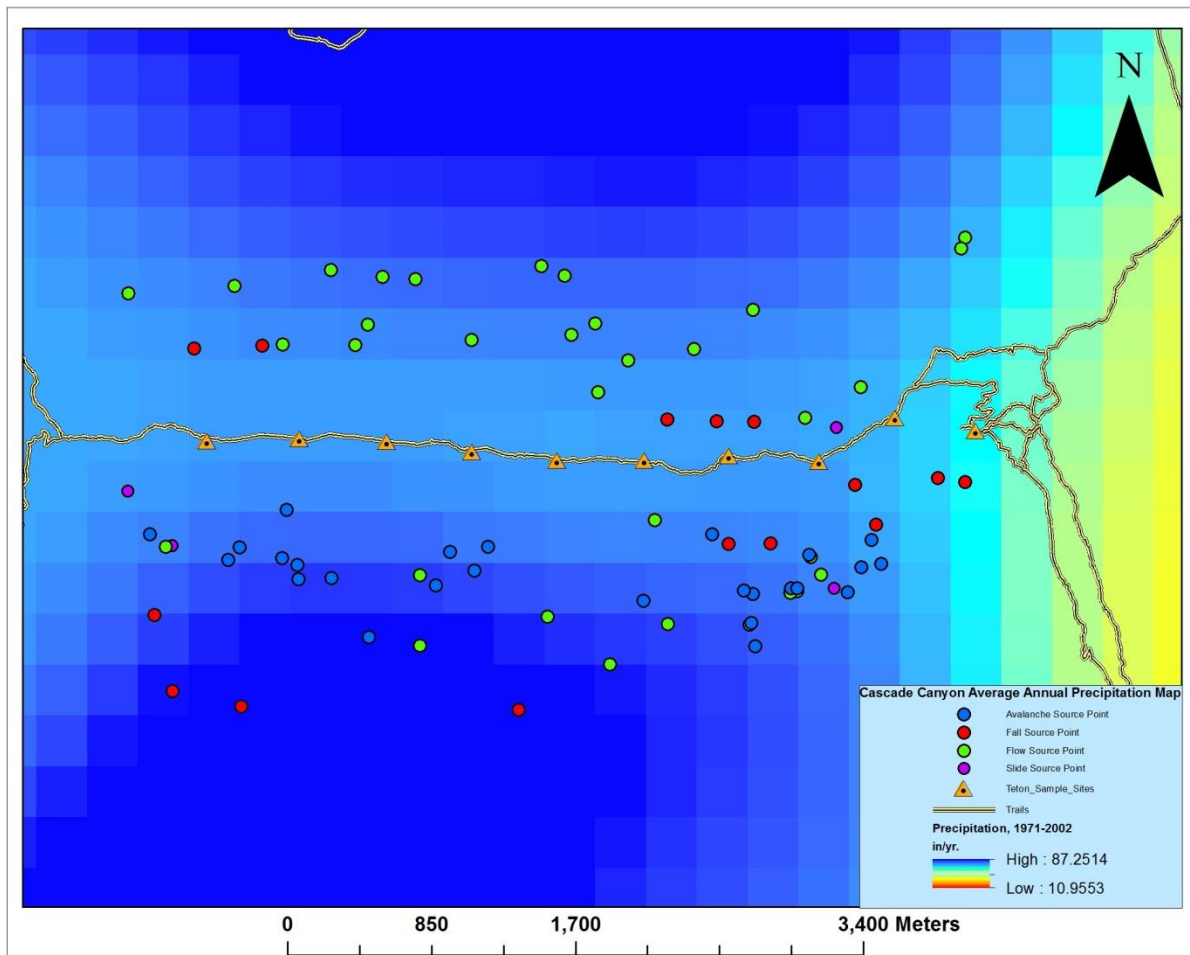 N
Cascade Canyon Average Annual Precipitation Map
Avalanche Source Point
Fall Source Point
Flow Source Point
Slide Source Point
Teton_Sample_Sites
Trails
Precipitation, 1971-2002
in/yr.
High : 87.2514
Low : 10.9553
0 850 1,700 3,400 Meters